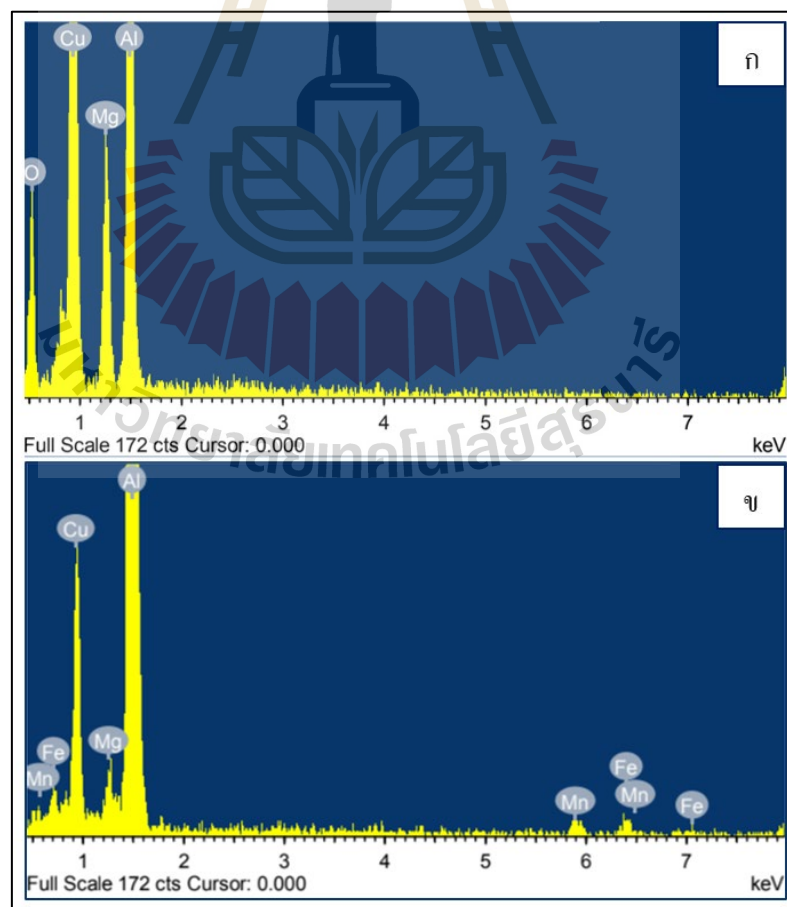 ก
Cu Al
Mg
O
1 2 3 4 5 6 7
Full Scale 172 cts Cursor: 0.000 keV
มหาวิทยาลัยเทคโนโลยีสุรนารี
ข
Al
Cu
Mg
Fe
Mn
Fe
Mn
Mn
Fe
1 2 3 4 5 6 7
Full Scale 172 cts Cursor: 0.000 keV